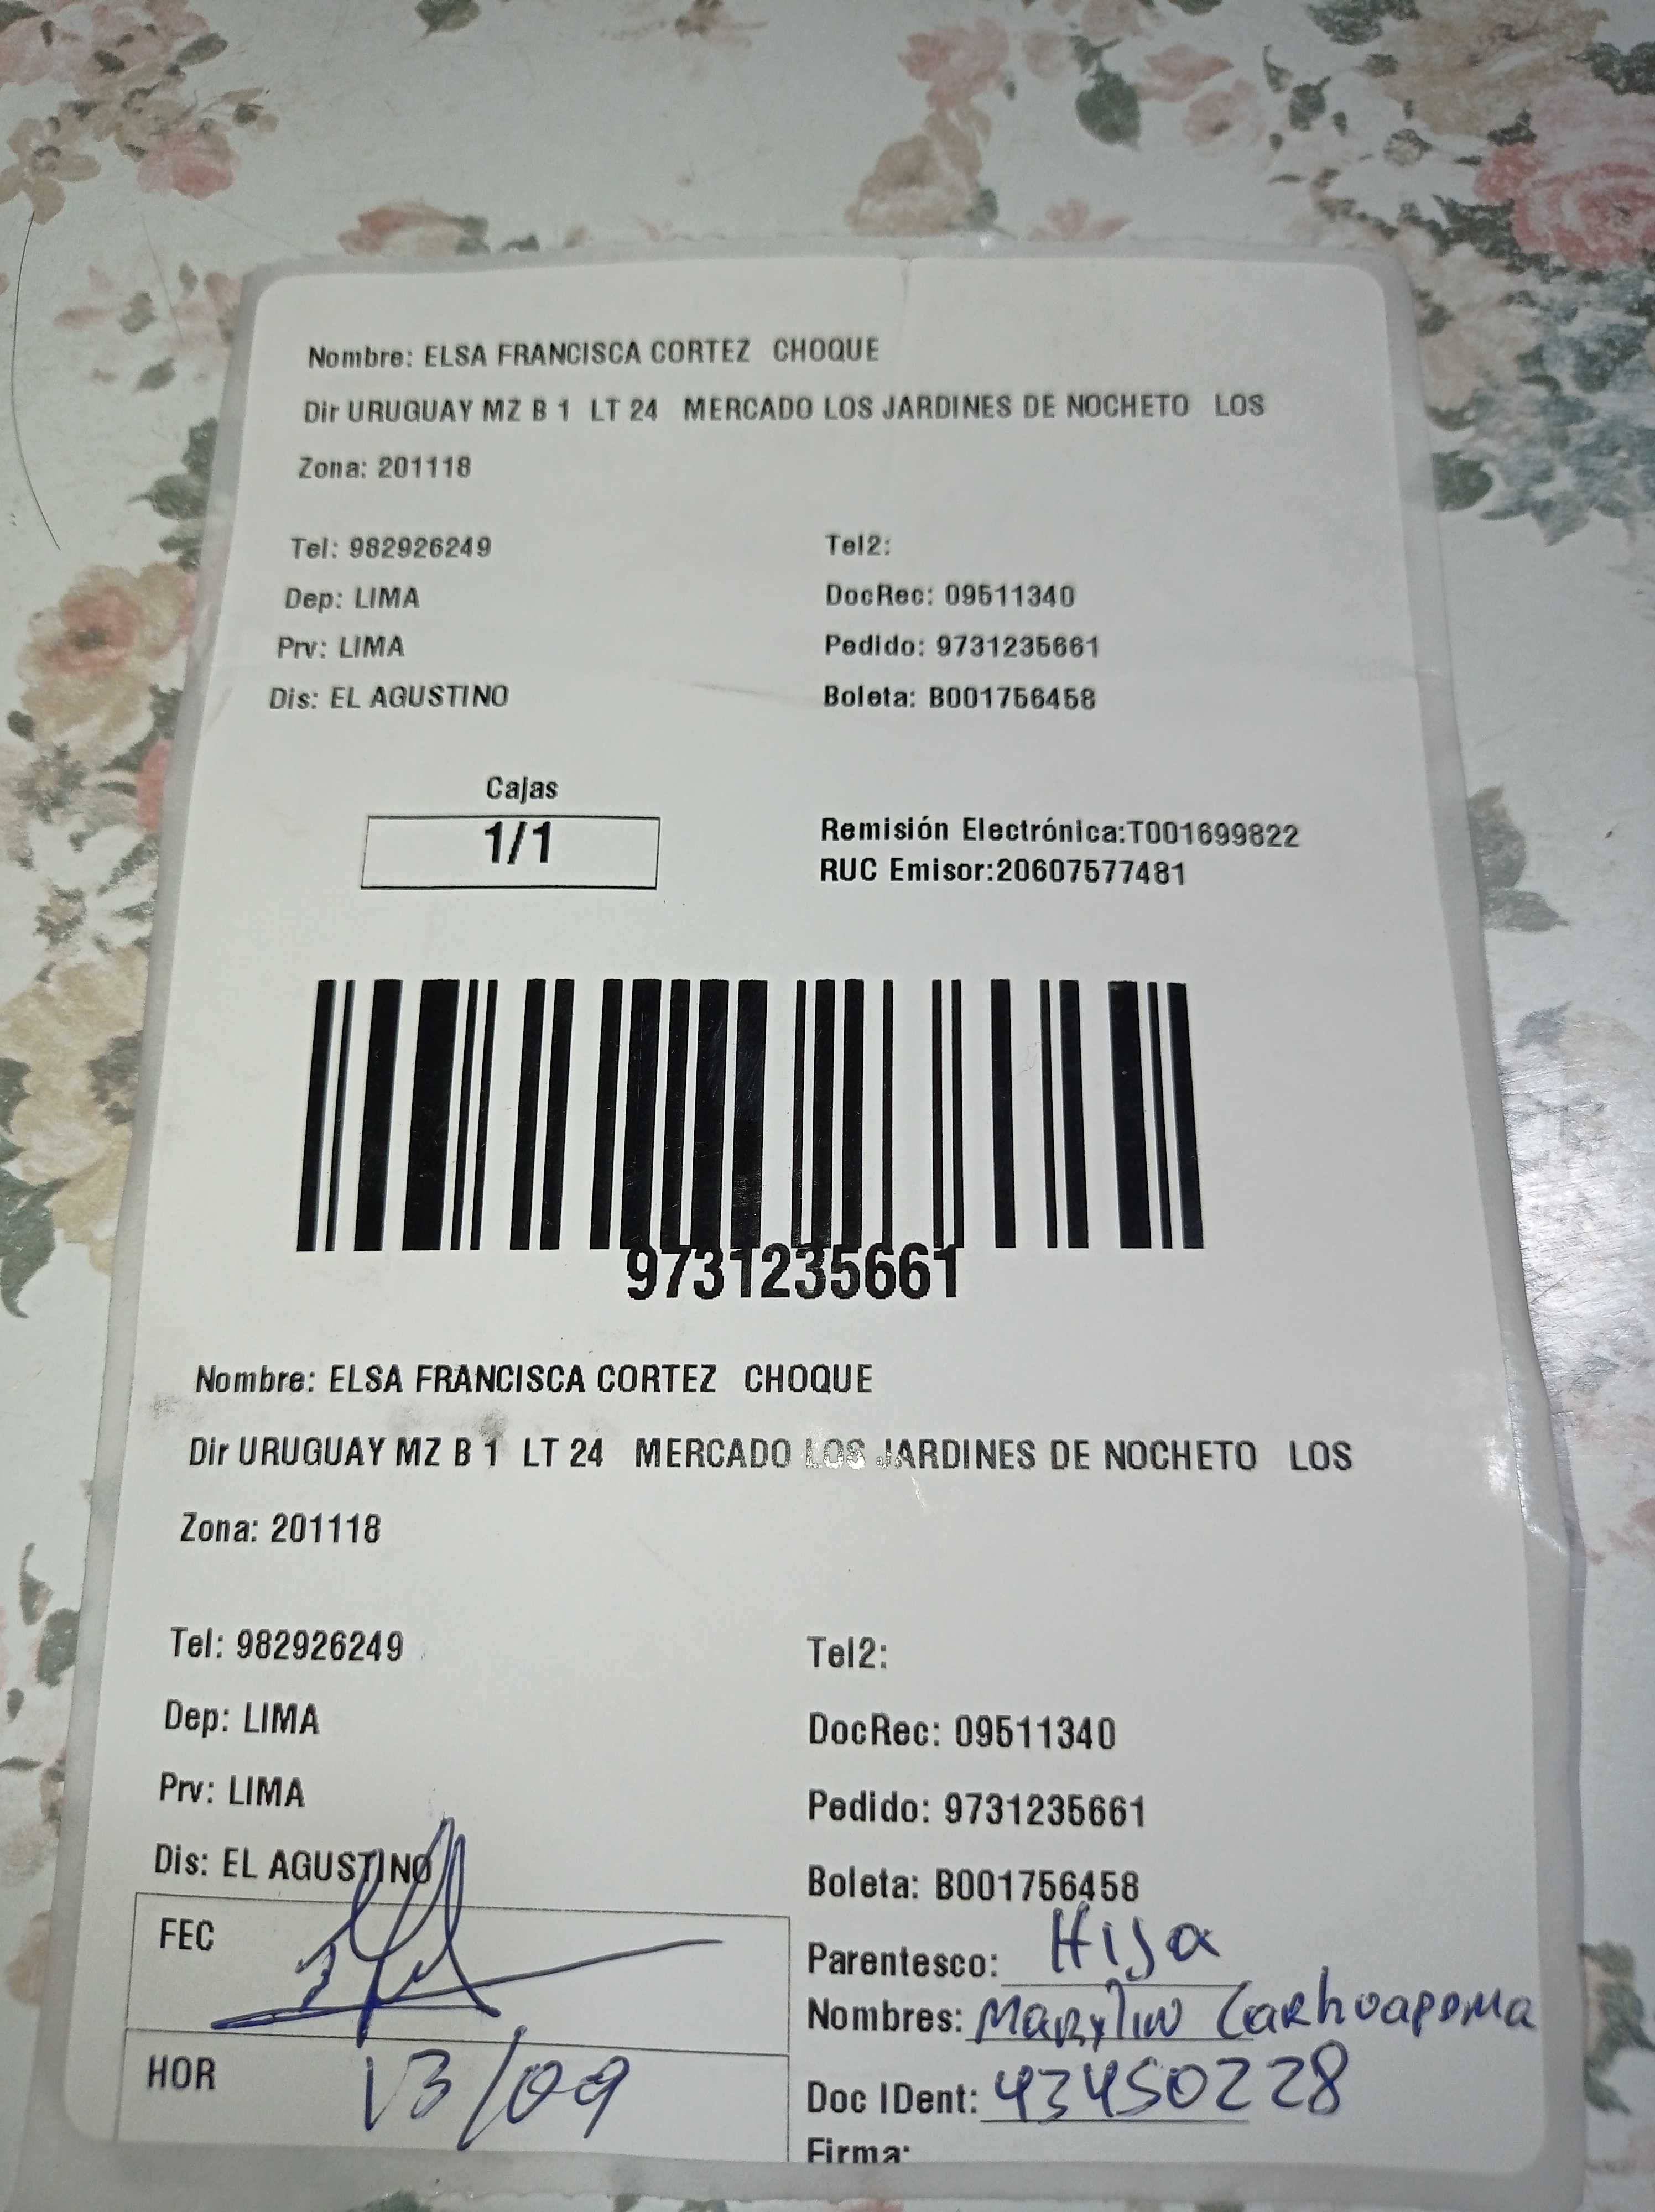 Nombre: ELSA FRANCISCA CORTEZ CHOQUE
Dir URUGUAY MZ B 1 LT 24 MERCADO LOS JARDINES DE NOCHETO LOS
Zona: 201118
Tel: 982926249 Tel2:
Dep: LIMA DocRec: 09511340
Prv: LIMA Pedido: 9731235661
Dis: EL AGUSTINO Boleta: B001756458
Cajas
1/1
Remisión Electrónica:T001699822
RUC Emisor:20607577481
9731235661
Nombre: ELSA FRANCISCA CORTEZ CHOQUE
Dir URUGUAY MZ B 1 LT 24 MERCADO LOS JARDINES DE NOCHETO LOS
Zona: 201118
Tel: 982926249 Tel2:
Dep: LIMA DocRec: 09511340
Prv: LIMA Pedido: 9731235661
Dis: EL AGUSTINO Boleta: B001756458
FEC Parentesco: HIJa
Nombres: MaRylIN CaRhuapoMa
HOR 13/09 Doc IDent: 43450228
Firma: